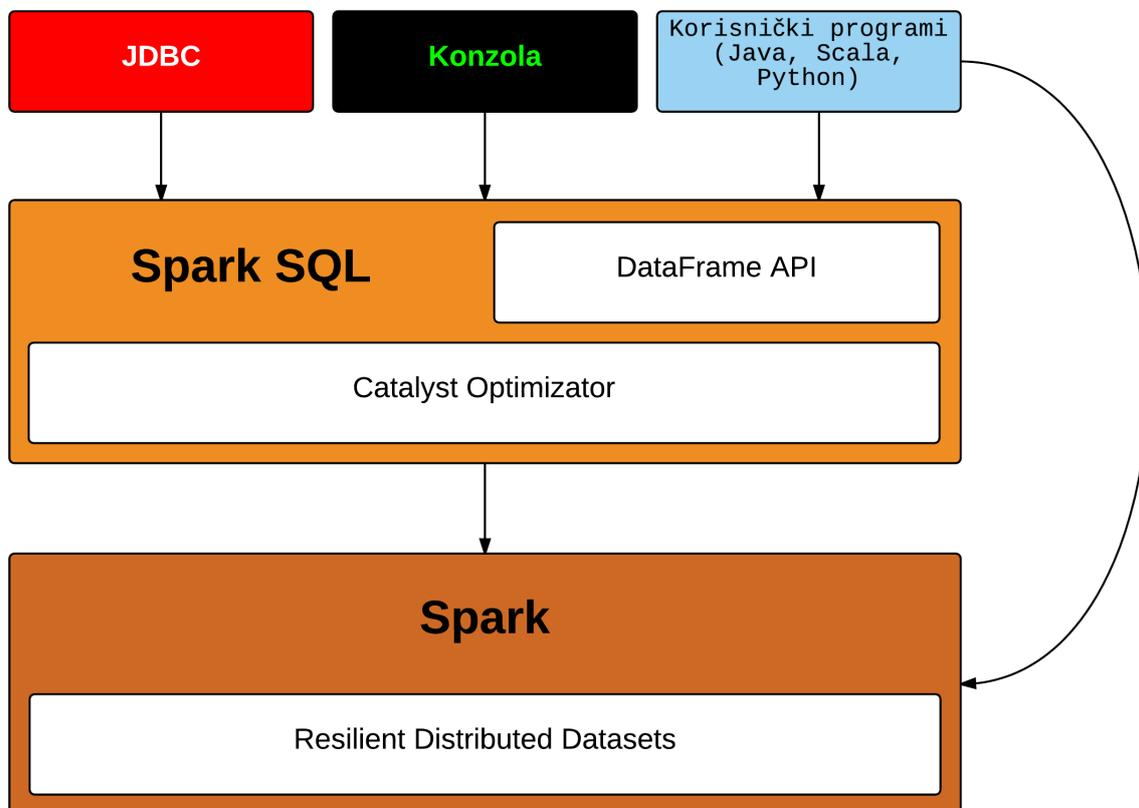 JDBC
Konzola
Korisnički programi
(Java, Scala,
Python)
Spark SQL
DataFrame API
Catalyst Optimizator
Spark
Resilient Distributed Datasets